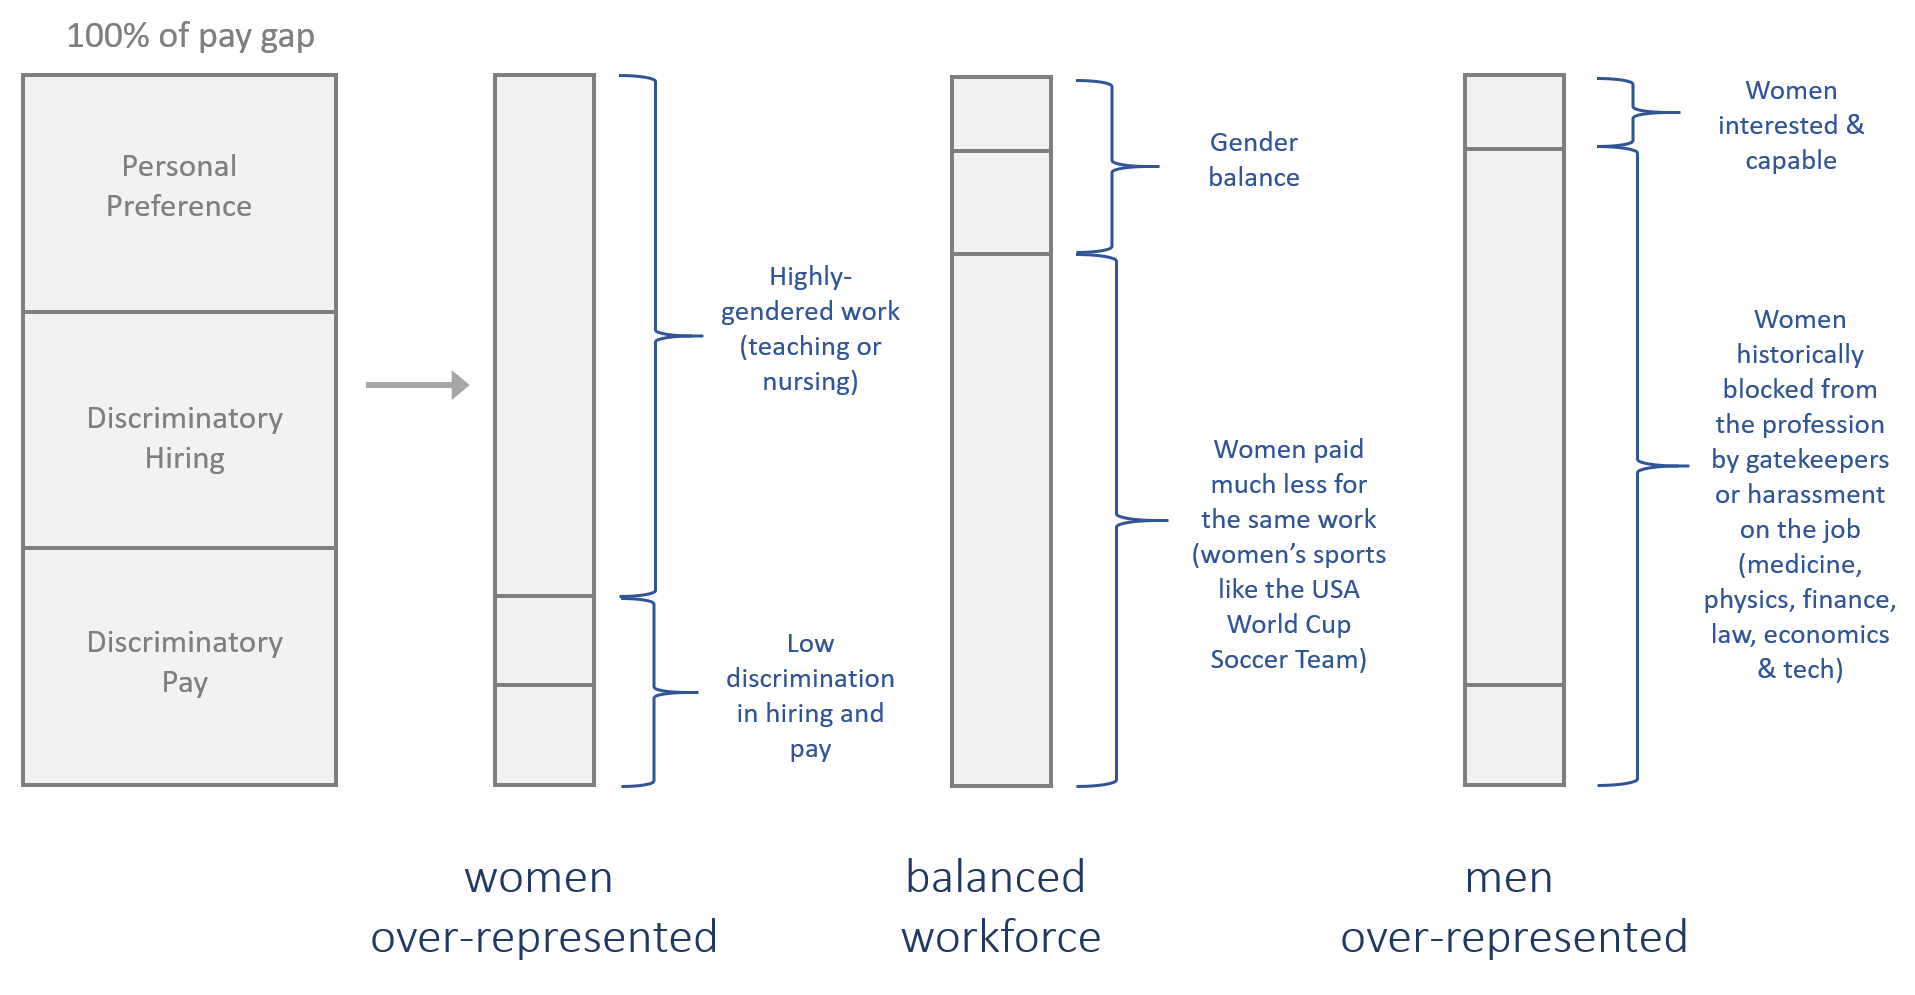 100% of pay gap
Personal
Preference
Discriminatory
Hiring
Discriminatory
Pay
Highly-
gendered work
(teaching or
nursing)
Low
discrimination
in hiring and
pay
women
over-represented
Gender
balance
Women paid
much less for
the same work
(women’s sports
like the USA
World Cup
Soccer Team)
balanced
workforce
Women
interested &
capable
Women
historically
blocked from
the profession
by gatekeepers
or harassment
on the job
(medicine,
physics, finance,
law, economics
& tech)
men
over-represented